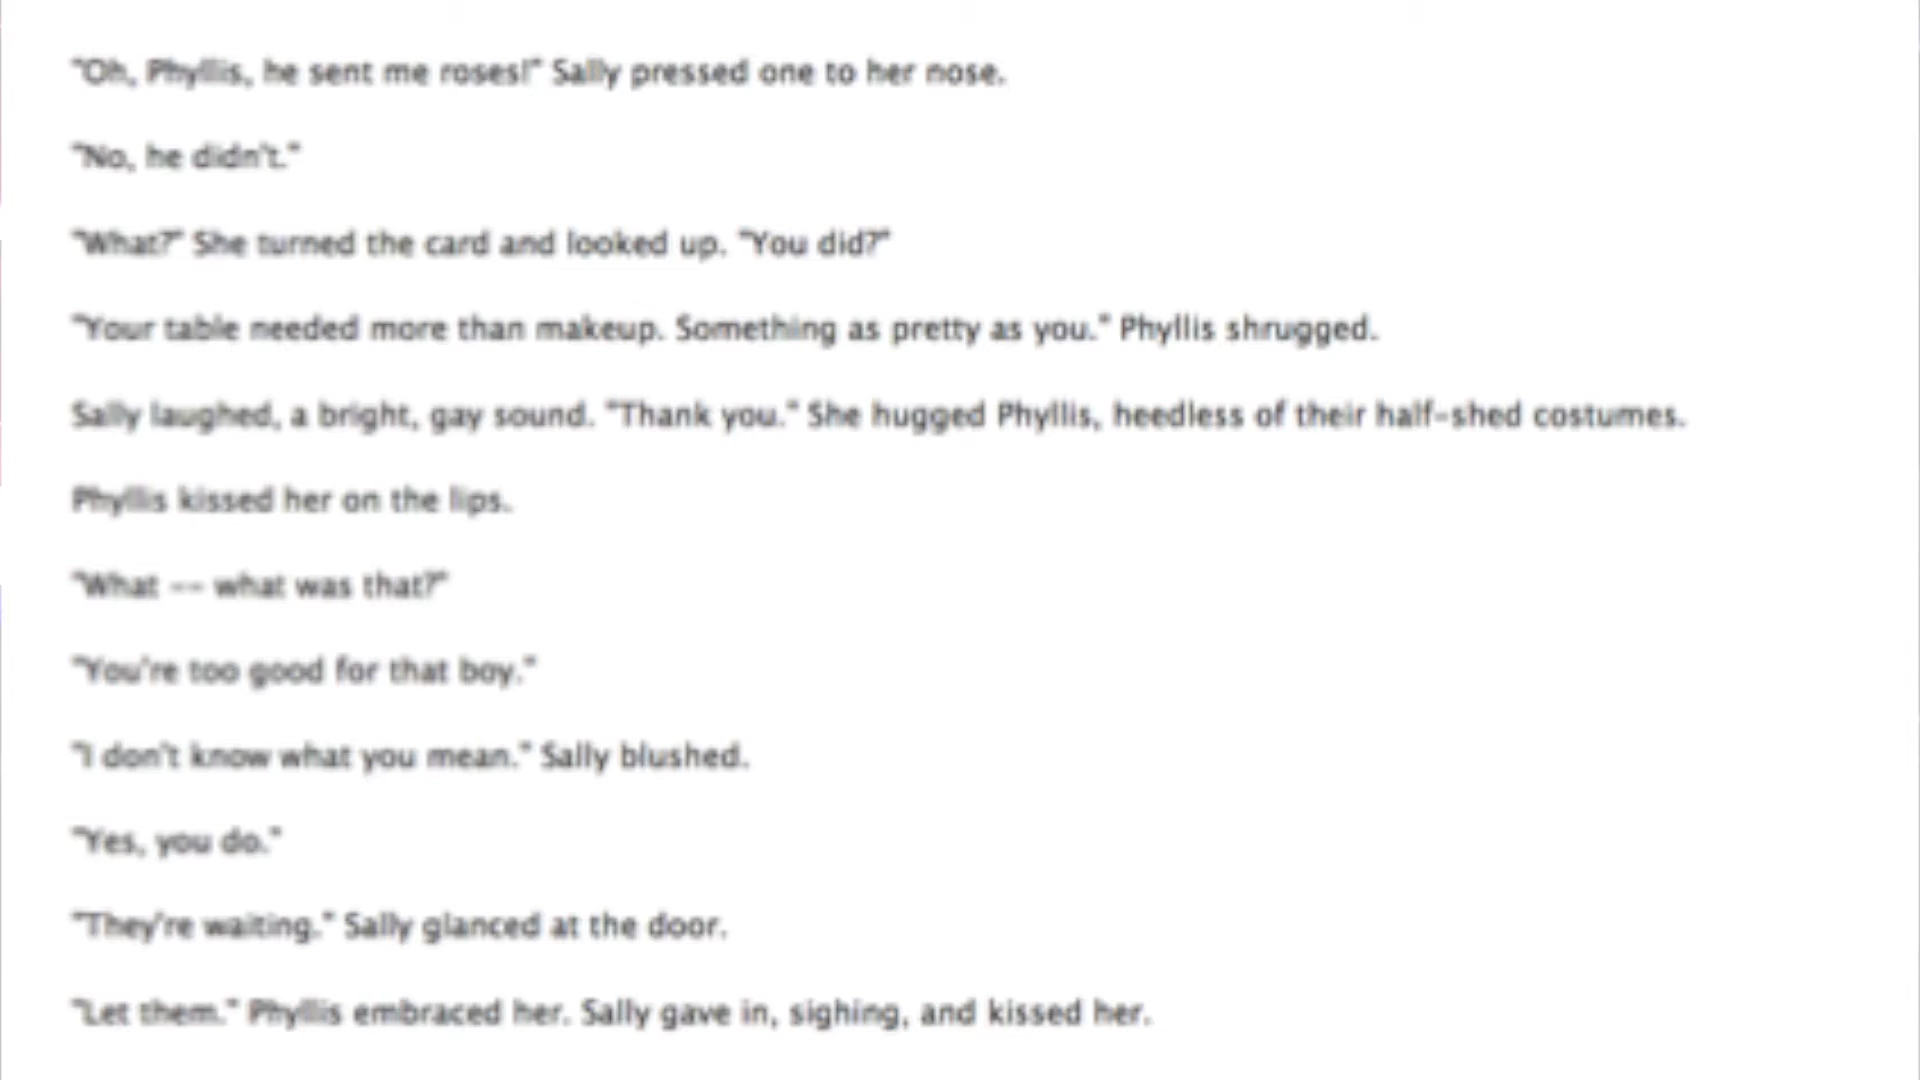 "Oh, Phyllis, he sent me roses!" Sally pressed one to her nose.
"No, he didn't."
"What?" She turned the card and looked up. "You did?"
"Your table needed more than makeup. Something as pretty as you." Phyllis shrugged.
Sally laughed, a bright, gay sound. "Thank you." She hugged Phyllis, heedless of their half-shed costumes.
Phyllis kissed her on the lips.
"What -- what was that?"
"You're too good for that boy."
"I don't know what you mean." Sally blushed.
"Yes, you do."
"They're waiting." Sally glanced at the door.
"Let them." Phyllis embraced her. Sally gave in, sighing, and kissed her.